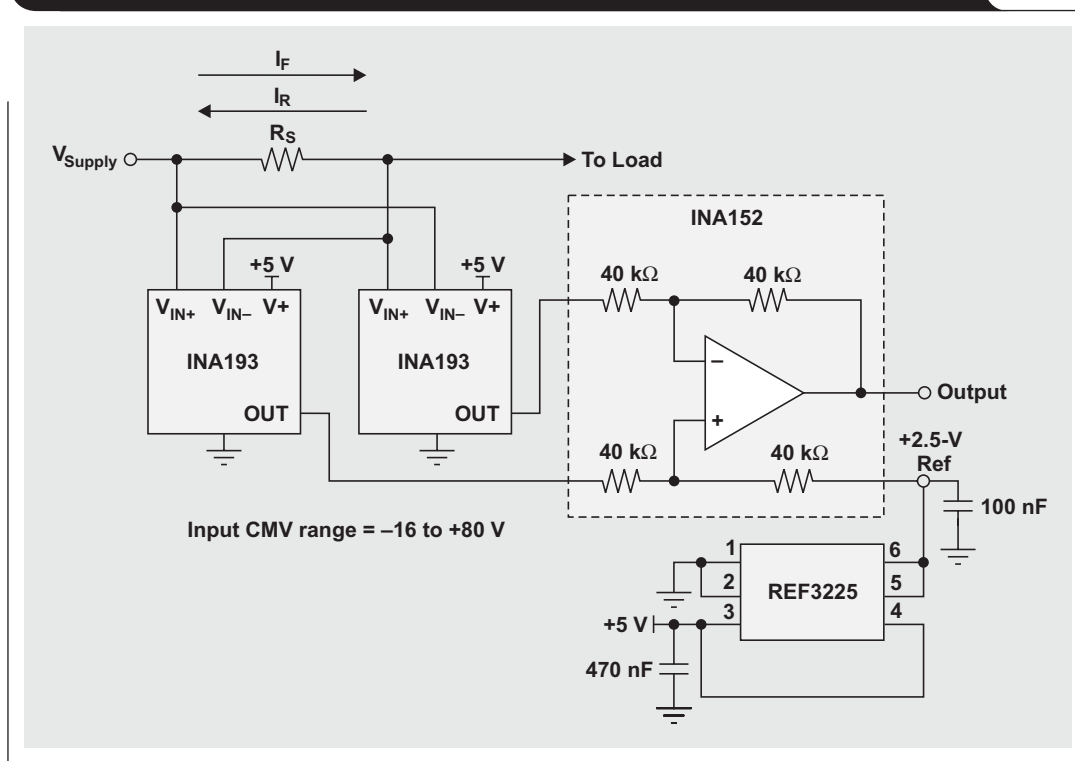 I_F
I_R
R_S
V_Supply
To Load
INA152
+5 V
+5 V
40 kΩ
40 kΩ
V_IN+ V_IN– V+
V_IN+ V_IN– V+
INA193
INA193
–
Output
OUT
OUT
+
40 kΩ
40 kΩ
+2.5-V
Ref
100 nF
Input CMV range = –16 to +80 V
1
6
2
REF3225
5
3
4
+5 V
470 nF